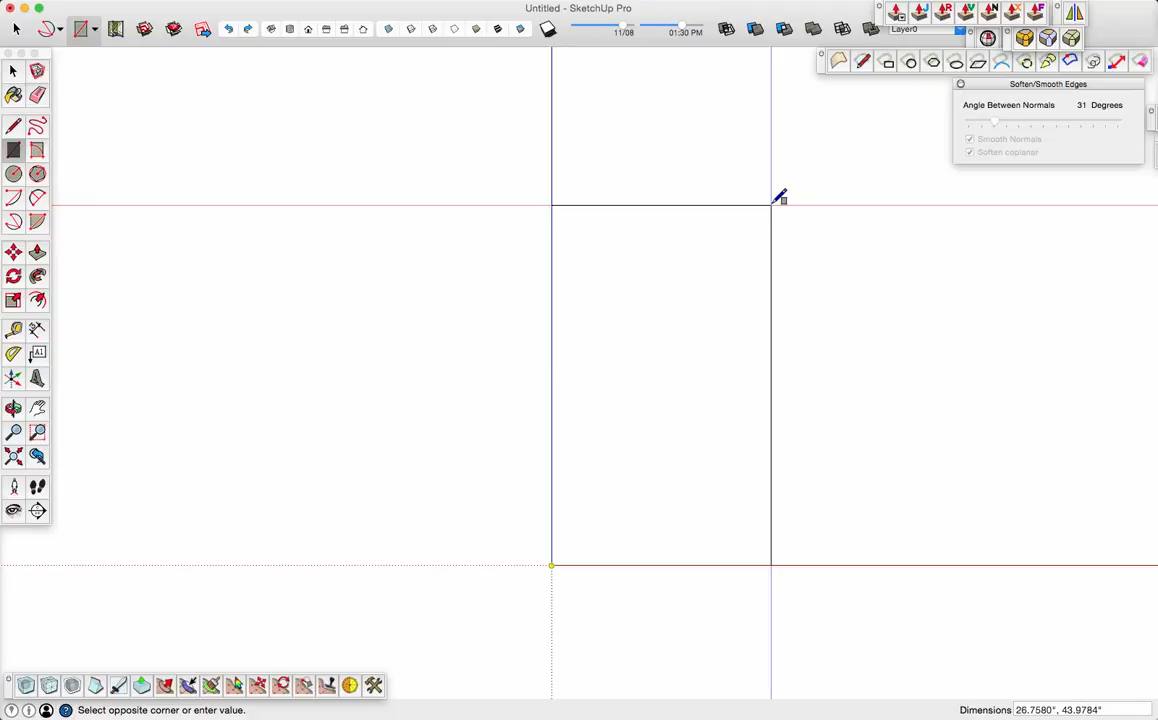 Untitled - SketchUp Pro
11/08
01:30 PM
Layer0
Soften/Smooth Edges
Angle Between Normals 31 Degrees
Smooth Normals
Soften coplanar
A1
Select opposite corner or enter value.
Dimensions 26.7580", 43.9784"